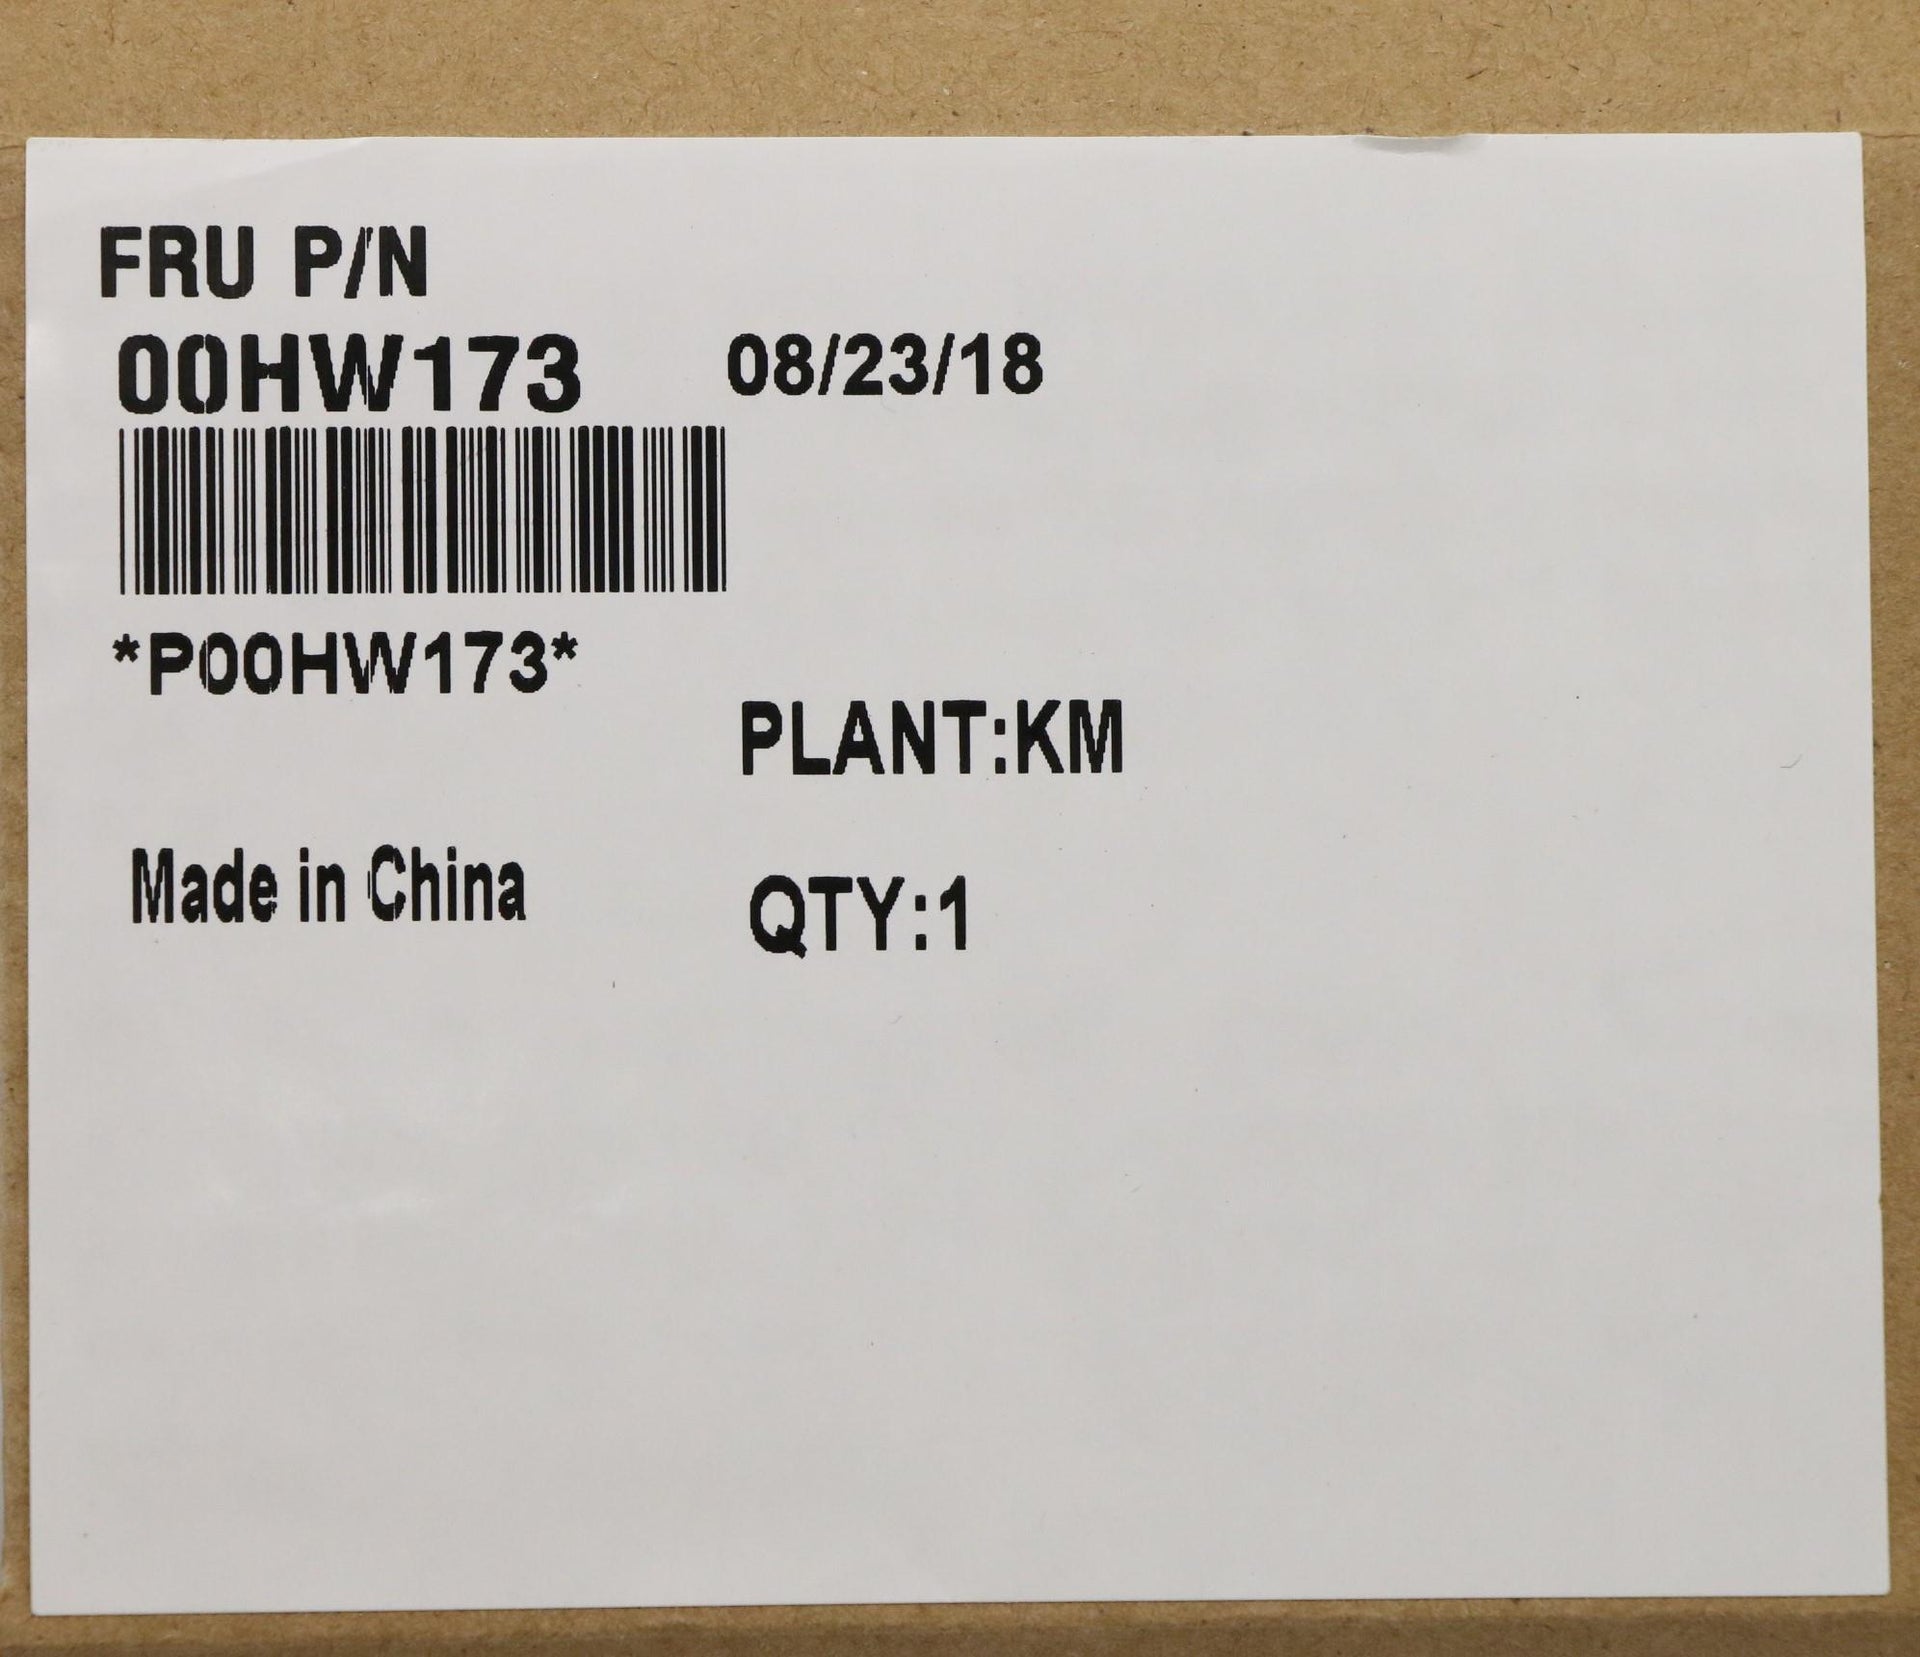 FRU P/N
00HW173 08/23/18
*P00HW173*
PLANT:KM
Made in China
QTY:1